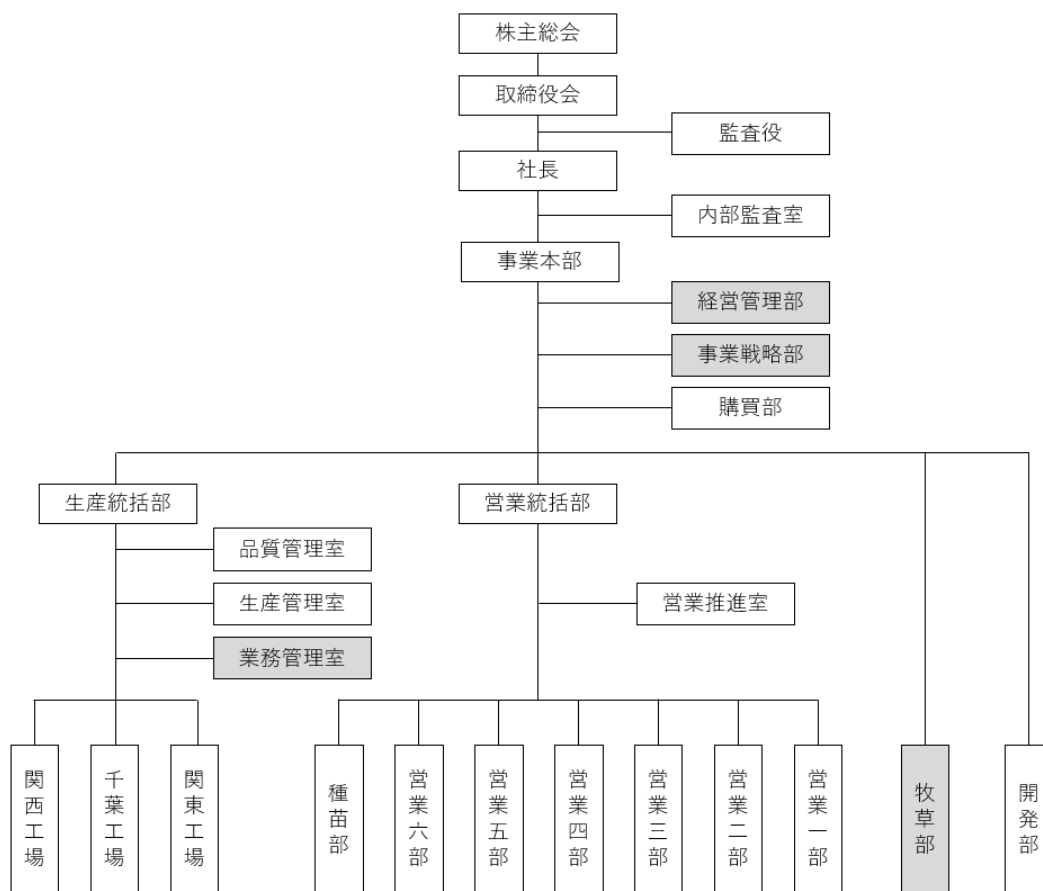 株主総会
取締役会
監査役
社長
内部監査室
事業本部
経営管理部
事業戦略部
購買部
生産統括部
営業統括部
品質管理室
生産管理室
営業推進室
業務管理室
関西工場
千葉工場
関東工場
種苗部
営業六部
営業五部
営業四部
営業三部
営業二部
営業一部
牧草部
開発部